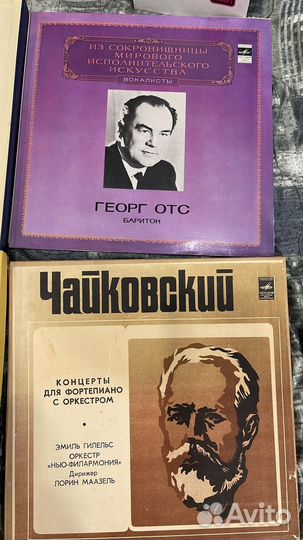 ИЗ СОКРОВИЩНИЦЫ
МИРОВОГО
ИСПОЛНИТЕЛЬСКОГО
ИСКУССТВА
ВОКАЛИСТЫ
ГЕОРГ ОТС
БАРИТОН
Чайковский
КОНЦЕРТЫ
ДЛЯ ФОРТЕПИАНО
С ОРКЕСТРОМ
ЭМИЛЬ ГИЛЕЛЬС
ОРКЕСТР
«НЬЮ-ФИЛАРМОНИЯ»
Дирижер
ЛОРИН МААЗЕЛЬ
Avito